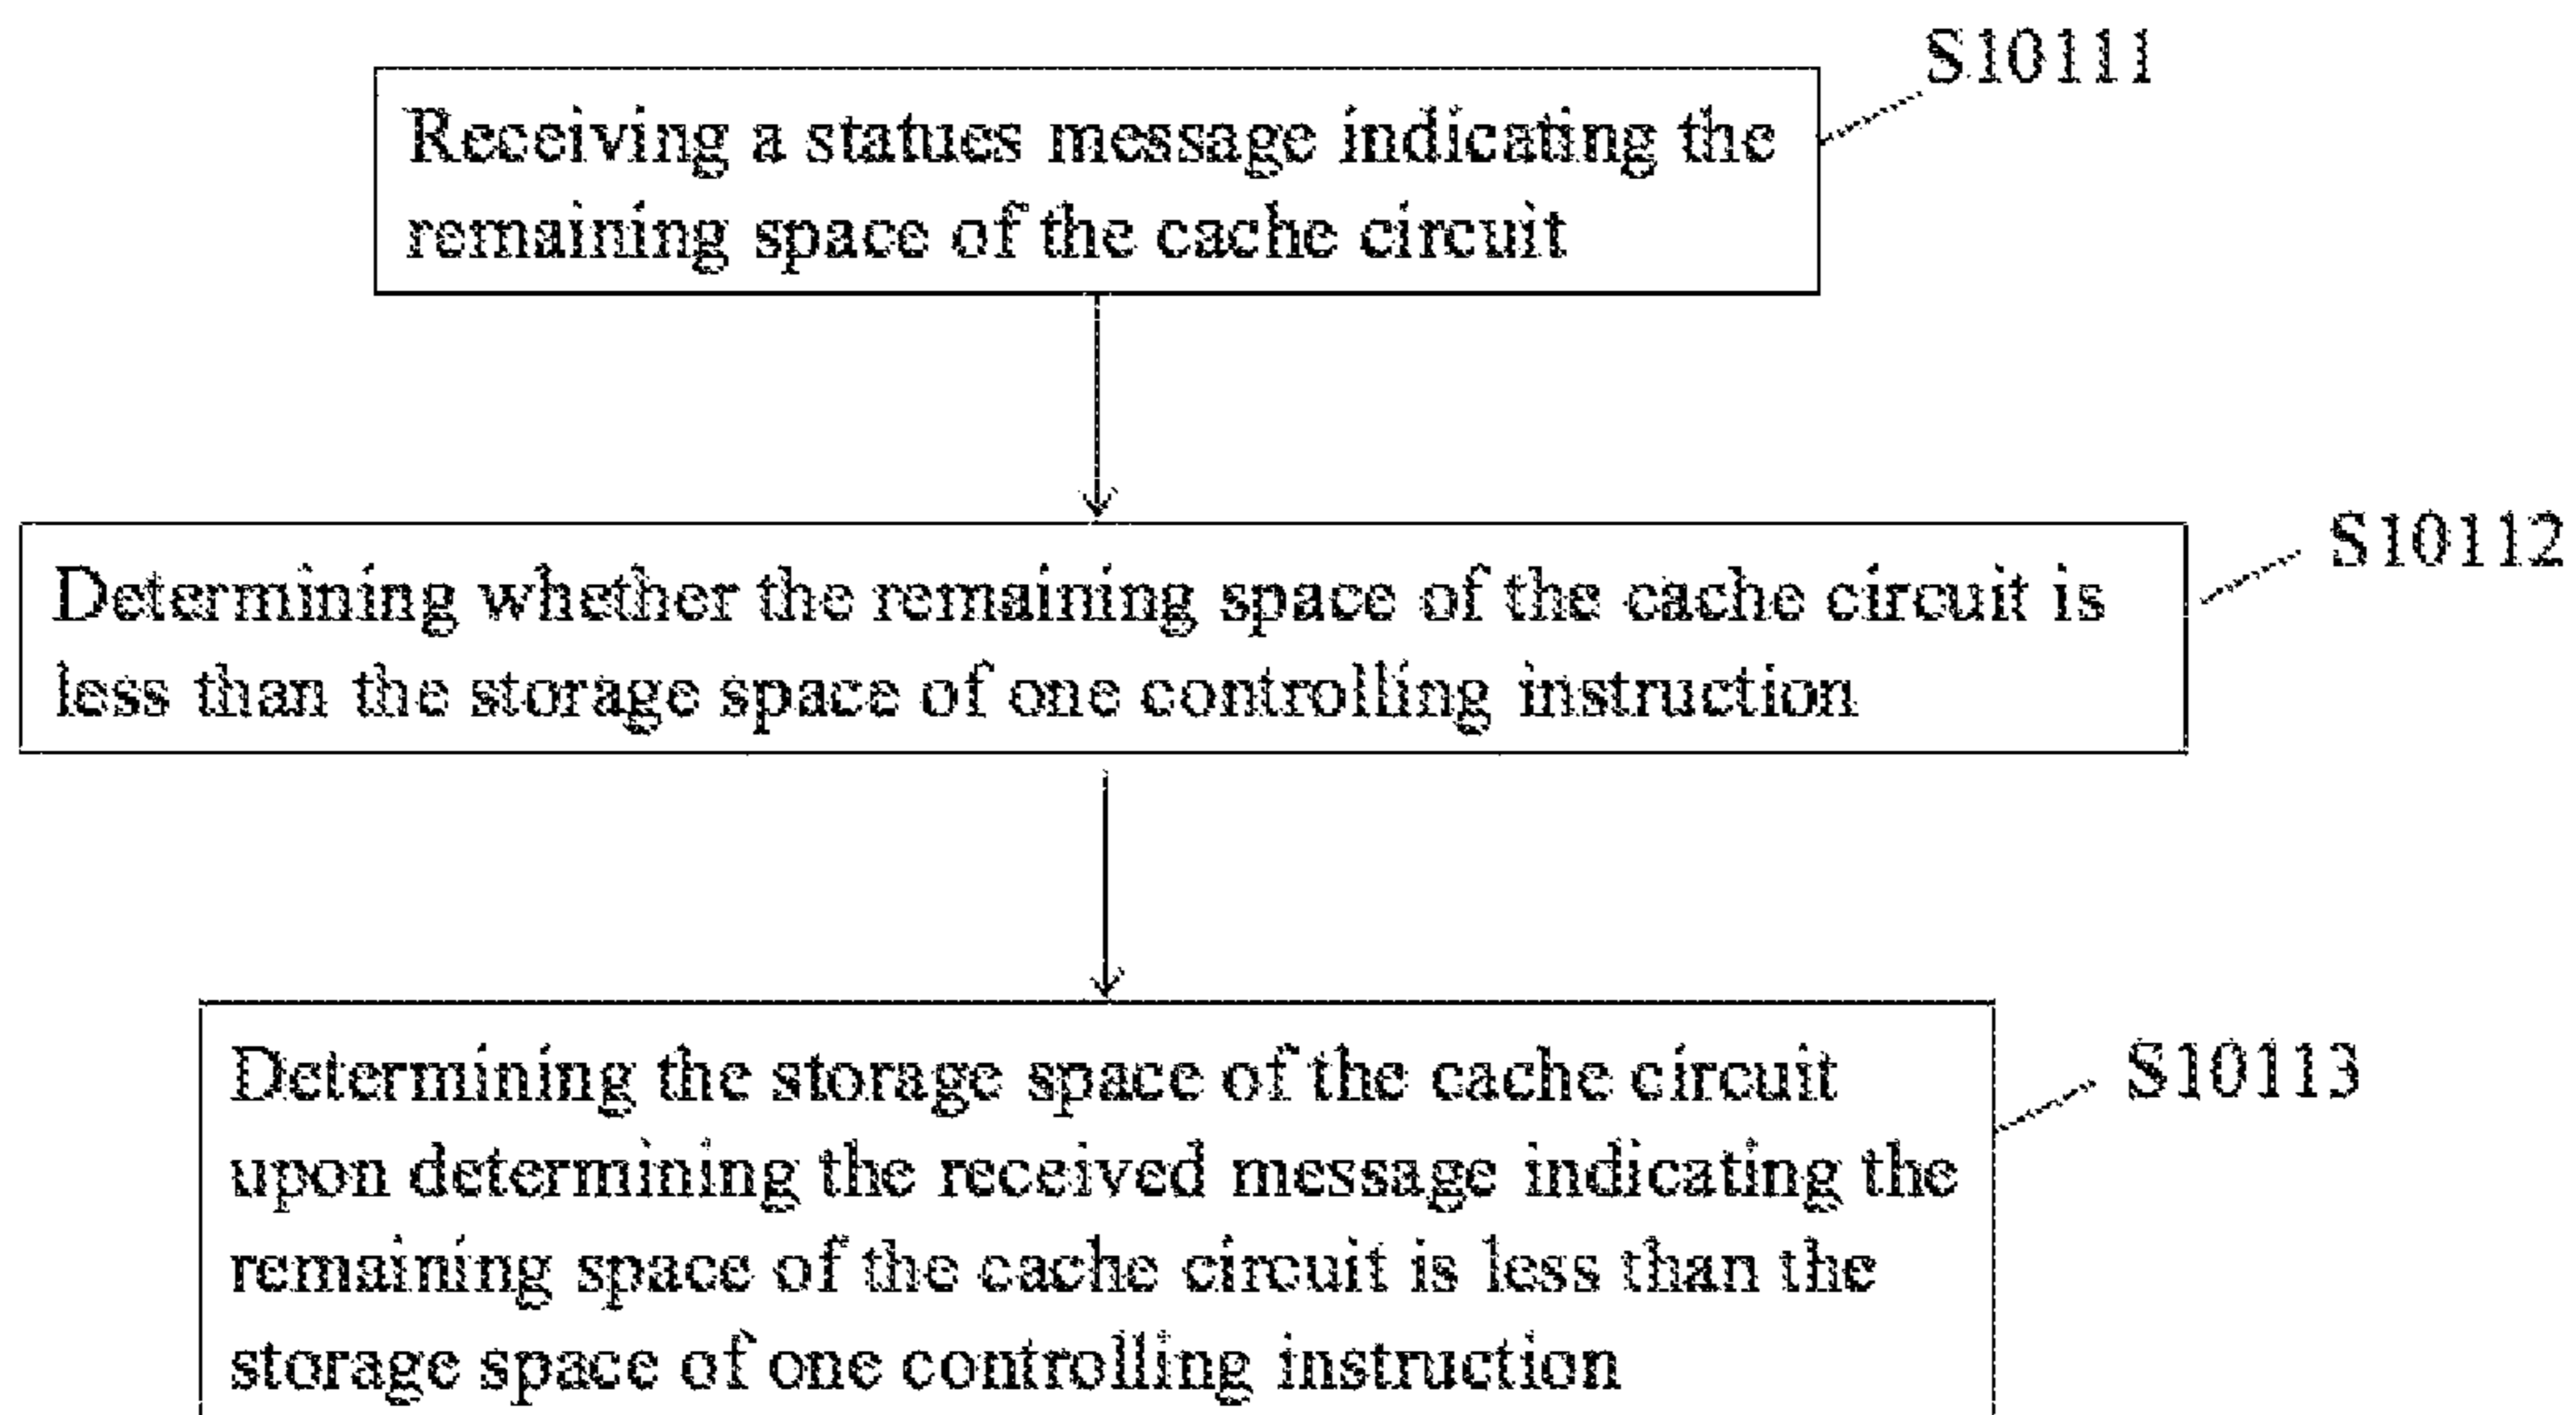 S10111
Receiving a statues message indicating the
remaining space of the cache circuit
S10112
Determining whether the remaining space of the cache circuit is
less than the storage space of one controlling instruction
S10113
Determining the storage space of the cache circuit
upon determining the received message indicating the
remaining space of the cache circuit is less than the
storage space of one controlling instruction